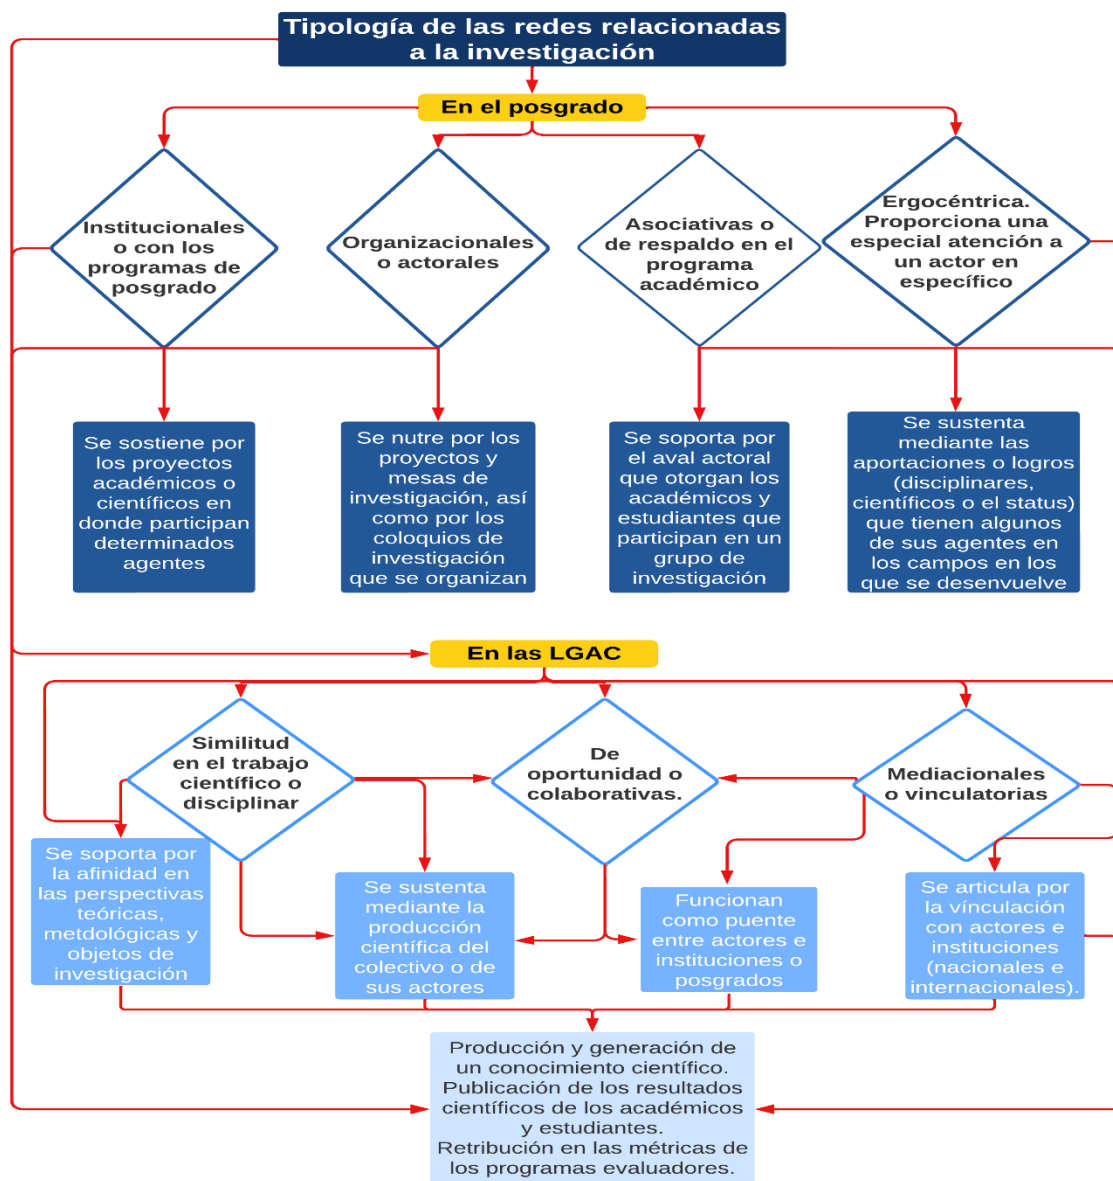 Tipología de las redes relacionadas
a la investigación
En el posgrado
Institucionales
o con los
programas de
posgrado
Organizacionales
o actorales
Asociativas o
de respaldo en el
programa
académico
Ergocéntrica.
Proporciona una
especial atención a
un actor en
específico
Se sostiene por
los proyectos
académicos o
científicos en
donde participan
determinados
agentes
Se nutre por los
proyectos y
mesas de
investigación, así
como por los
coloquios de
investigación
que se organizan
Se soporta por
el aval actoral
que otorgan los
académicos y
estudiantes que
participan en un
grupo de
investigación
Se sustenta
mediante las
aportaciones o logros
(disciplinares,
científicos o el status)
que tienen algunos
de sus agentes en
los campos en los
que se desenvuelve
En las LGAC
Similitud
en el trabajo
científico o
disciplinar
De
oportunidad o
colaborativas.
Mediacionales
o vinculatorias
Se soporta por
la afinidad en
las perspectivas
teóricas,
metdológicas y
objetos de
investigación
Se sustenta
mediante la
producción
científica del
colectivo o de
sus actores
Funcionan
como puente
entre actores e
instituciones o
posgrados
Se articula por
la vínculación
con actores e
instituciones
(nacionales e
internacionales).
Producción y generación de
un conocimiento científico.
Publicación de los resultados
científicos de los académicos
y estudiantes.
Retribución en las métricas de
los programas evaluadores.